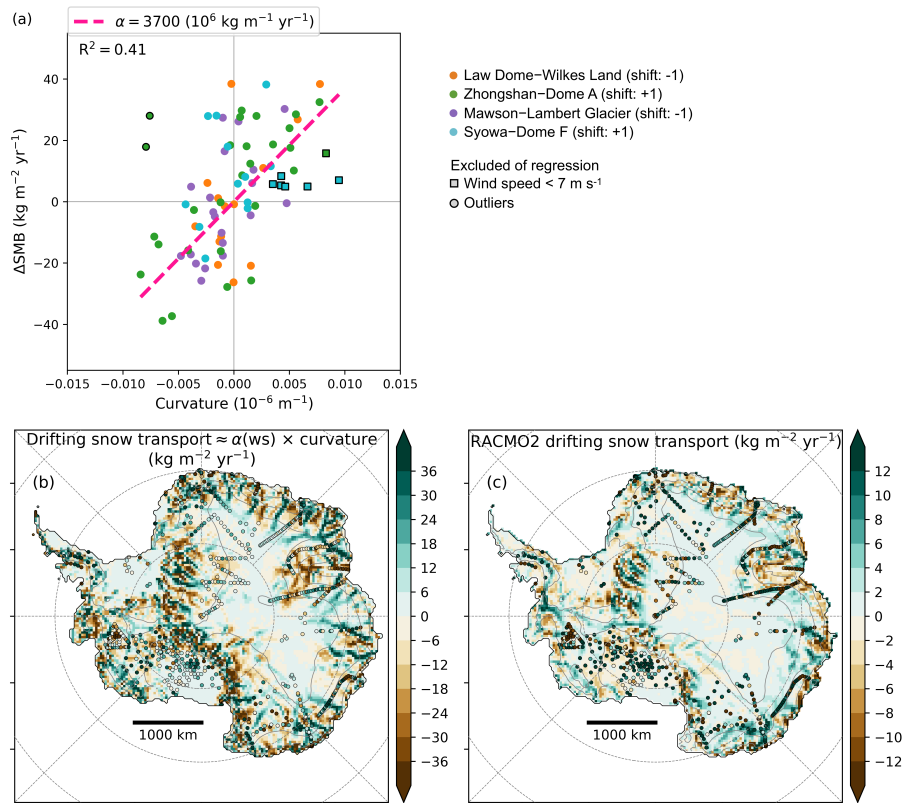 (a)
α = 3700 (10⁶ kg m⁻¹ yr⁻¹)
R² = 0.41
40
20
0
−20
−40
ΔSMB (kg m⁻² yr⁻¹)
−0.015 −0.010 −0.005 0.000 0.005 0.010 0.015
Curvature (10⁻⁶ m⁻¹)
Law Dome−Wilkes Land (shift: -1)
Zhongshan−Dome A (shift: +1)
Mawson−Lambert Glacier (shift: -1)
Syowa−Dome F (shift: +1)
Excluded of regression
Wind speed < 7 m s⁻¹
Outliers
Drifting snow transport ≈ α(ws) × curvature
(kg m⁻² yr⁻¹)
(b)
1000 km
36
30
24
18
12
6
0
−6
−12
−18
−24
−30
−36
RACMO2 drifting snow transport (kg m⁻² yr⁻¹)
(c)
1000 km
12
10
8
6
4
2
0
−2
−4
−6
−8
−10
−12